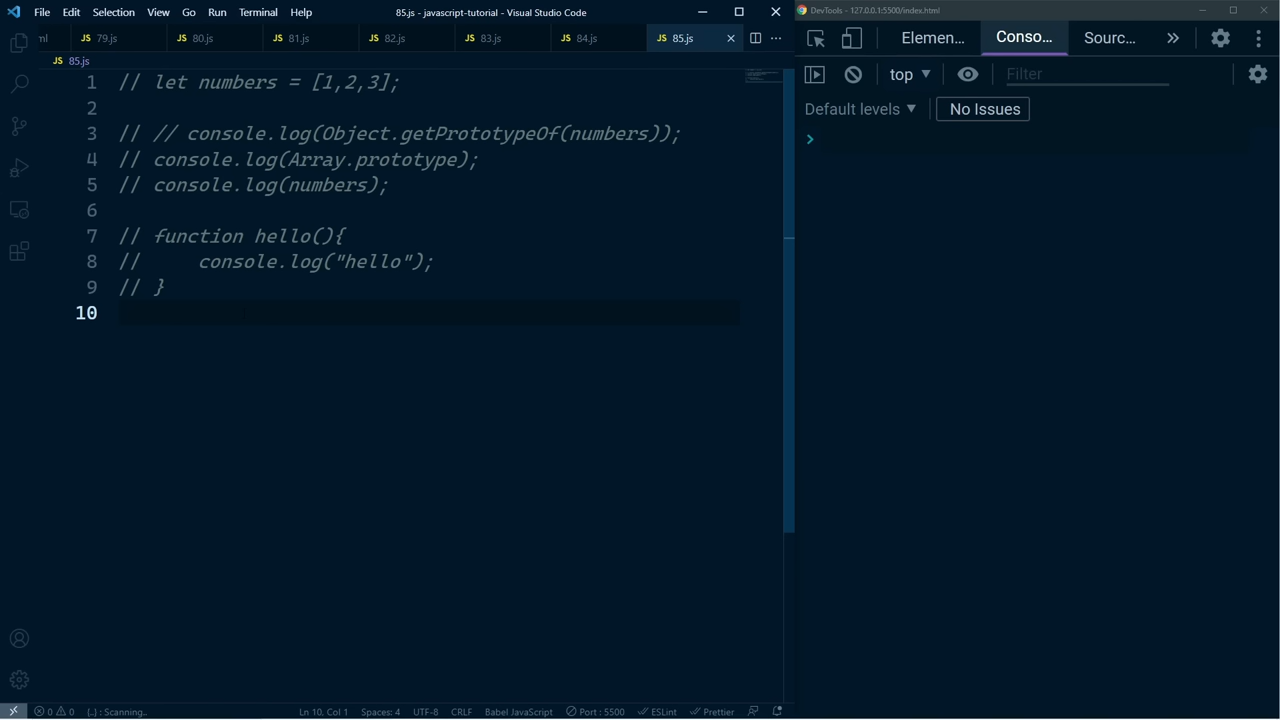 File Edit Selection View Go Run Terminal Help 85.js - javascript-tutorial - Visual Studio Code
ml JS 79.js JS 80.js JS 81.js JS 82.js JS 83.js JS 84.js JS 85.js
JS 85.js
1 // let numbers = [1,2,3];
2
3 // // console.log(Object.getPrototypeOf(numbers));
4 // console.log(Array.prototype);
5 // console.log(numbers);
6
7 // function hello(){
8 //     console.log("hello");
9 // }
10
0 0 {..} : Scanning.. Ln 10, Col 1 Spaces: 4 UTF-8 CRLF Babel JavaScript Port : 5500 ESLint Prettier
DevTools - 127.0.0.1:5500/index.html
Elemen... Conso... Sourc...
top Filter
Default levels No Issues